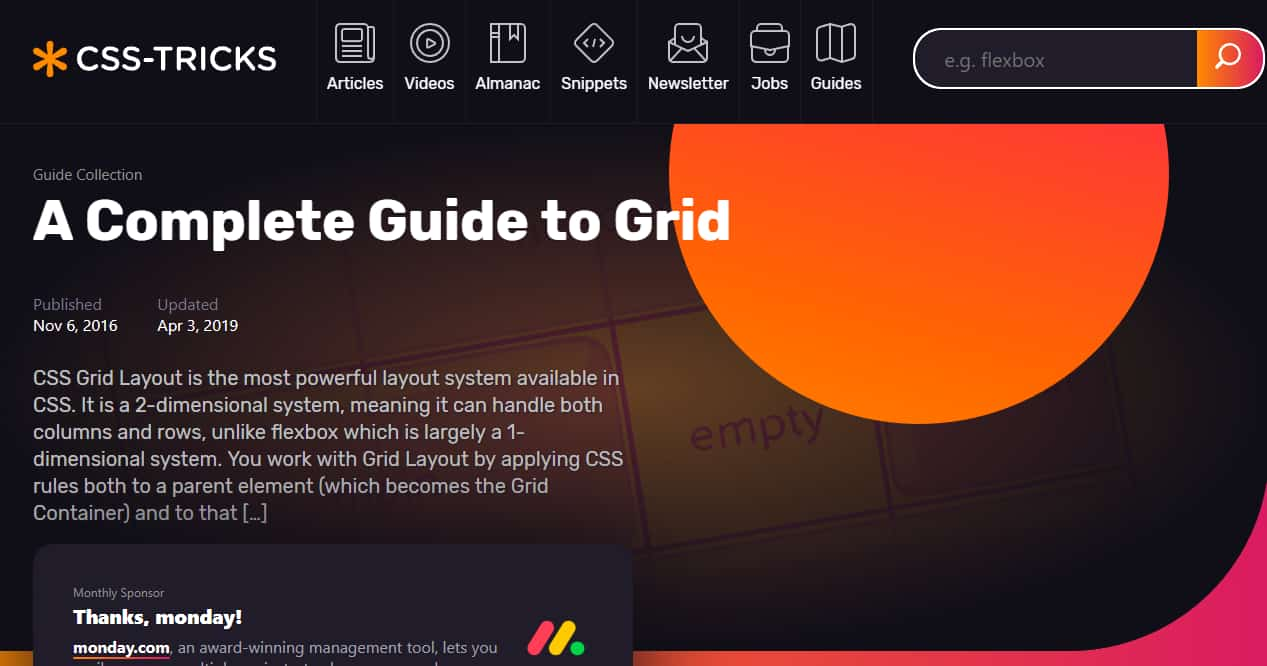 CSS-TRICKS
Articles
Videos
Almanac
Snippets
Newsletter
Jobs
Guides
e.g. flexbox
Guide Collection
A Complete Guide to Grid
Published
Nov 6, 2016
Updated
Apr 3, 2019
CSS Grid Layout is the most powerful layout system available in
CSS. It is a 2-dimensional system, meaning it can handle both
columns and rows, unlike flexbox which is largely a 1-
dimensional system. You work with Grid Layout by applying CSS
rules both to a parent element (which becomes the Grid
Container) and to that […]
empty
Monthly Sponsor
Thanks, monday!
monday.com, an award-winning management tool, lets you